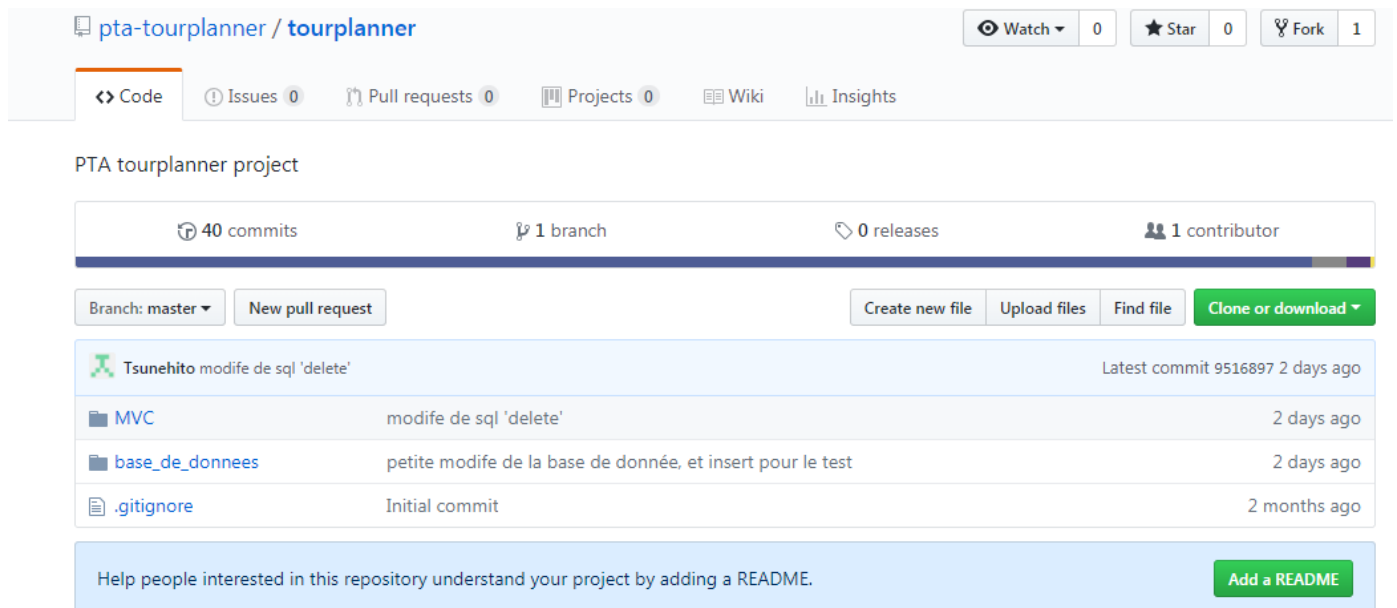 pta-tourplanner / tourplanner Watch 0 Star 0 Fork 1
Code Issues 0 Pull requests 0 Projects 0 Wiki Insights
PTA tourplanner project
40 commits 1 branch 0 releases 1 contributor
Branch: master New pull request Create new file Upload files Find file Clone or download
Tsunehito modife de sql 'delete' Latest commit 9516897 2 days ago
MVC modife de sql 'delete' 2 days ago
base_de_donnees petite modife de la base de donnée, et insert pour le test 2 days ago
.gitignore Initial commit 2 months ago
Help people interested in this repository understand your project by adding a README. Add a README